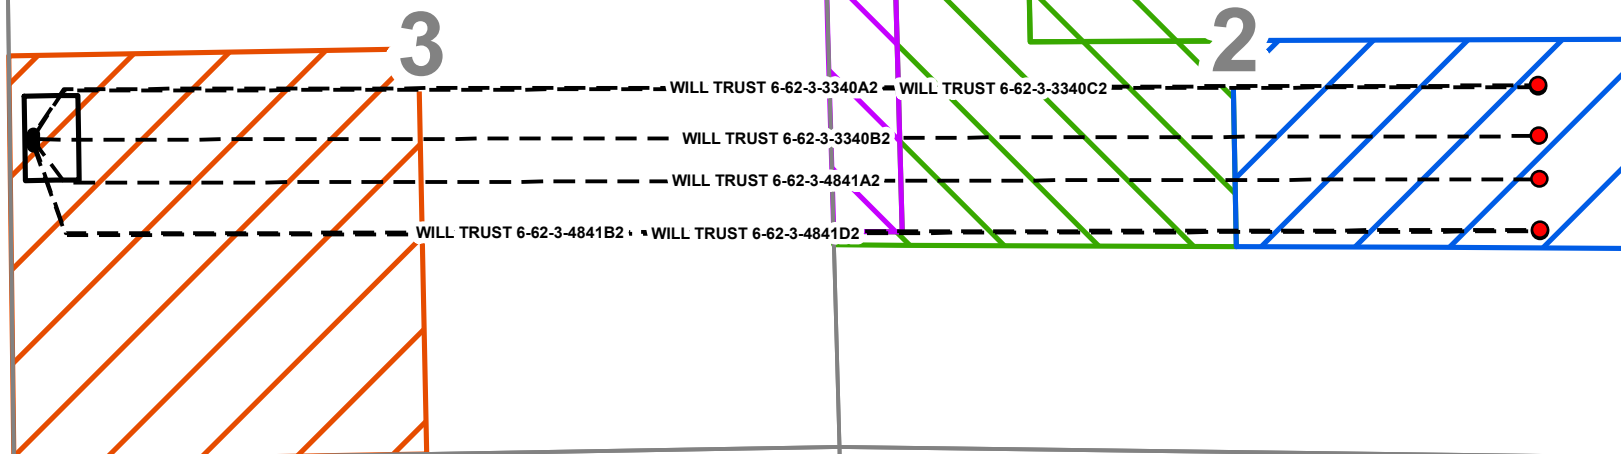 3
2
WILL TRUST 6-62-3-3340A2
WILL TRUST 6-62-3-3340C2
WILL TRUST 6-62-3-3340B2
WILL TRUST 6-62-3-4841A2
WILL TRUST 6-62-3-4841B2
WILL TRUST 6-62-3-4841D2